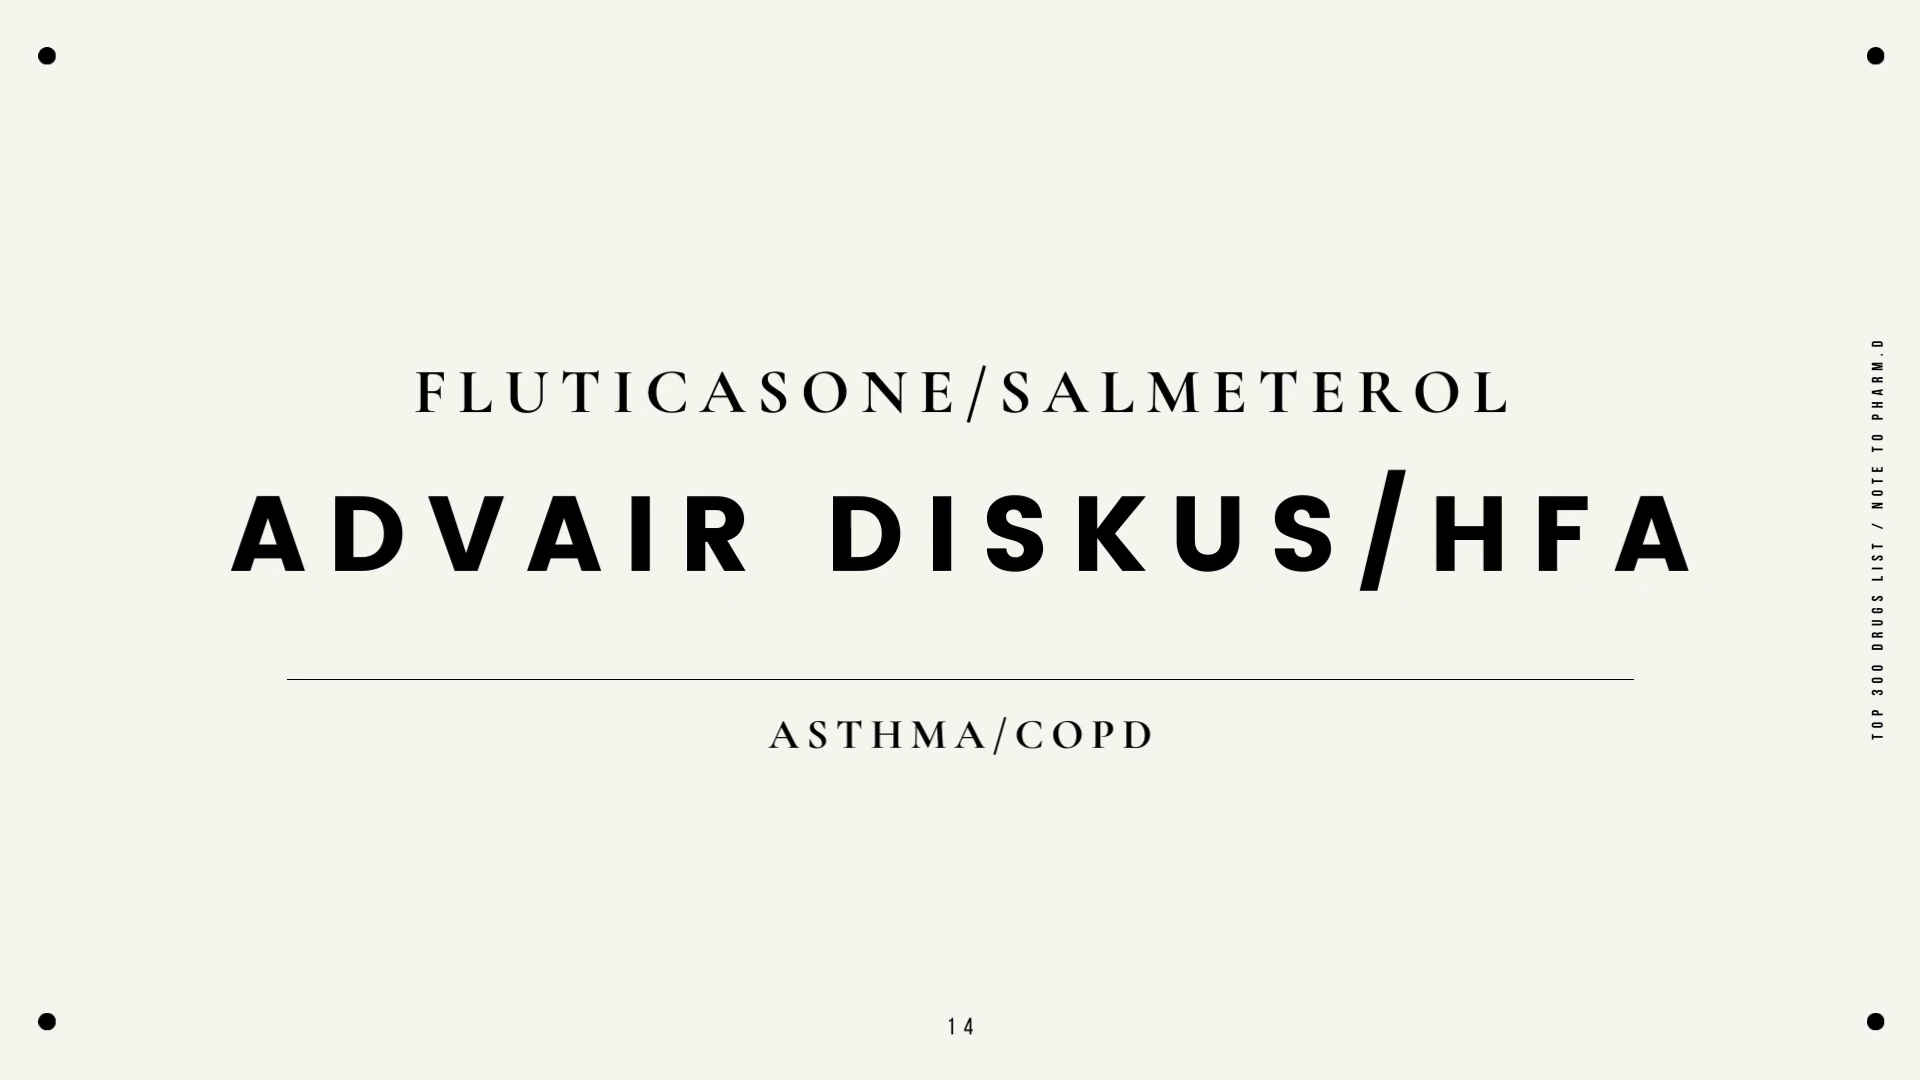 FLUTICASONE/SALMETEROL
ADVAIR DISKUS/HFA
ASTHMA/COPD
TOP 300 DRUGS LIST / NOTE TO PHARM.D
14